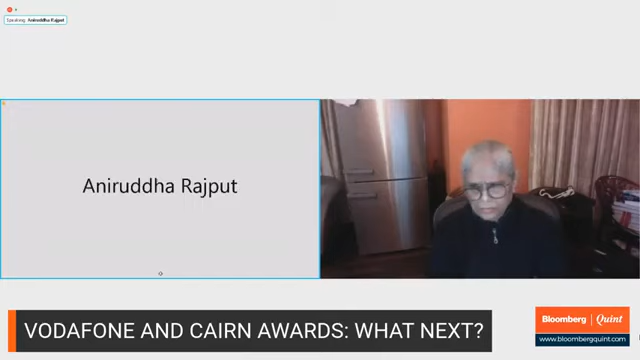 Speaking: Aniruddha Rajput
Aniruddha Rajput
VODAFONE AND CAIRN AWARDS: WHAT NEXT?
Bloomberg | Quint
www.bloombergquint.com